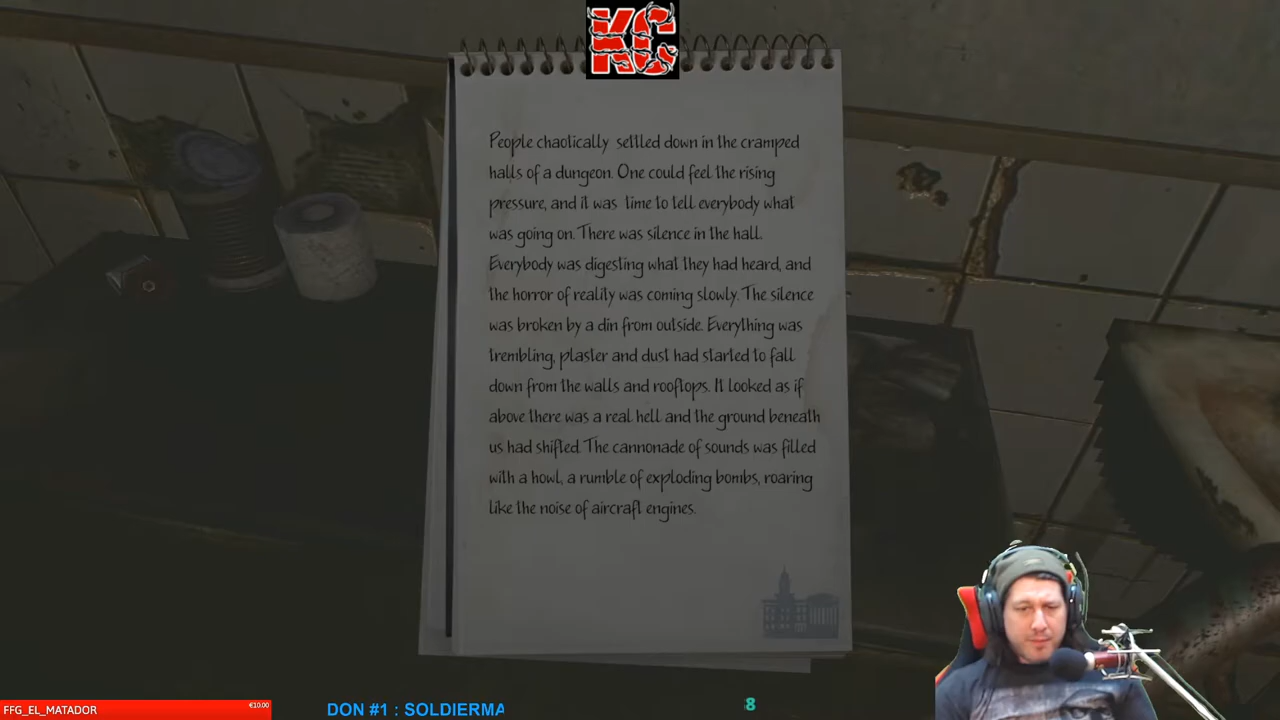 KC
People chaotically settled down in the cramped
halls of a dungeon. One could feel the rising
pressure, and it was time to tell everybody what
was going on. There was silence in the hall.
Everybody was digesting what they had heard, and
the horror of reality was coming slowly. The silence
was broken by a din from outside. Everything was
trembling, plaster and dust had started to fall
down from the walls and rooftops. It looked as if
above there was a real hell and the ground beneath
us had shifted. The cannonade of sounds was filled
with a howl, a rumble of exploding bombs, roaring
like the noise of aircraft engines.
FFG_EL_MATADOR €10.00 DON #1 : SOLDIERMA 8